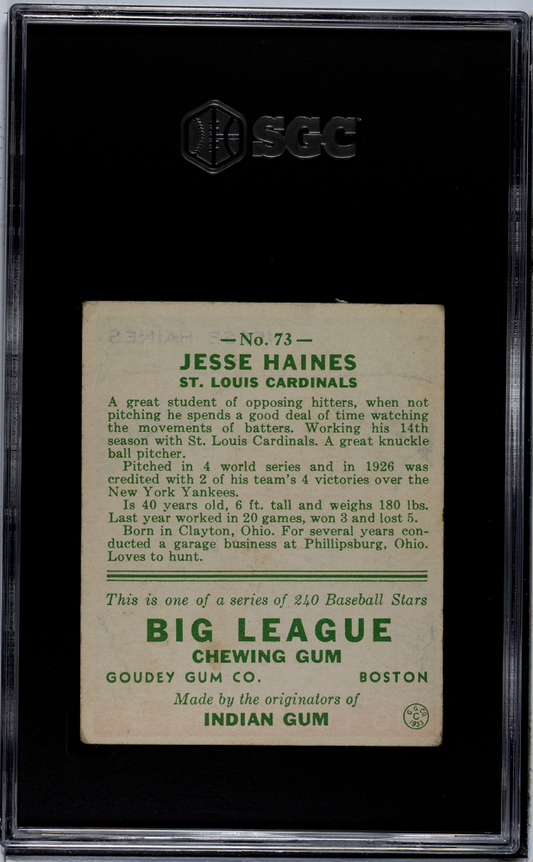 SGC
—No. 73—
JESSE HAINES
ST. LOUIS CARDINALS
A great student of opposing hitters, when not
pitching he spends a good deal of time watching
the movements of batters. Working his 14th
season with St. Louis Cardinals. A great knuckle
ball pitcher.
Pitched in 4 world series and in 1926 was
credited with 2 of his team's 4 victories over the
New York Yankees.
Is 40 years old, 6 ft. tall and weighs 180 lbs.
Last year worked in 20 games, won 3 and lost 5.
Born in Clayton, Ohio. For several years con-
ducted a garage business at Phillipsburg, Ohio.
Loves to hunt.
This is one of a series of 240 Baseball Stars
BIG LEAGUE
CHEWING GUM
GOUDEY GUM CO. BOSTON
Made by the originators of
INDIAN GUM
G. G. CO.
C
1933